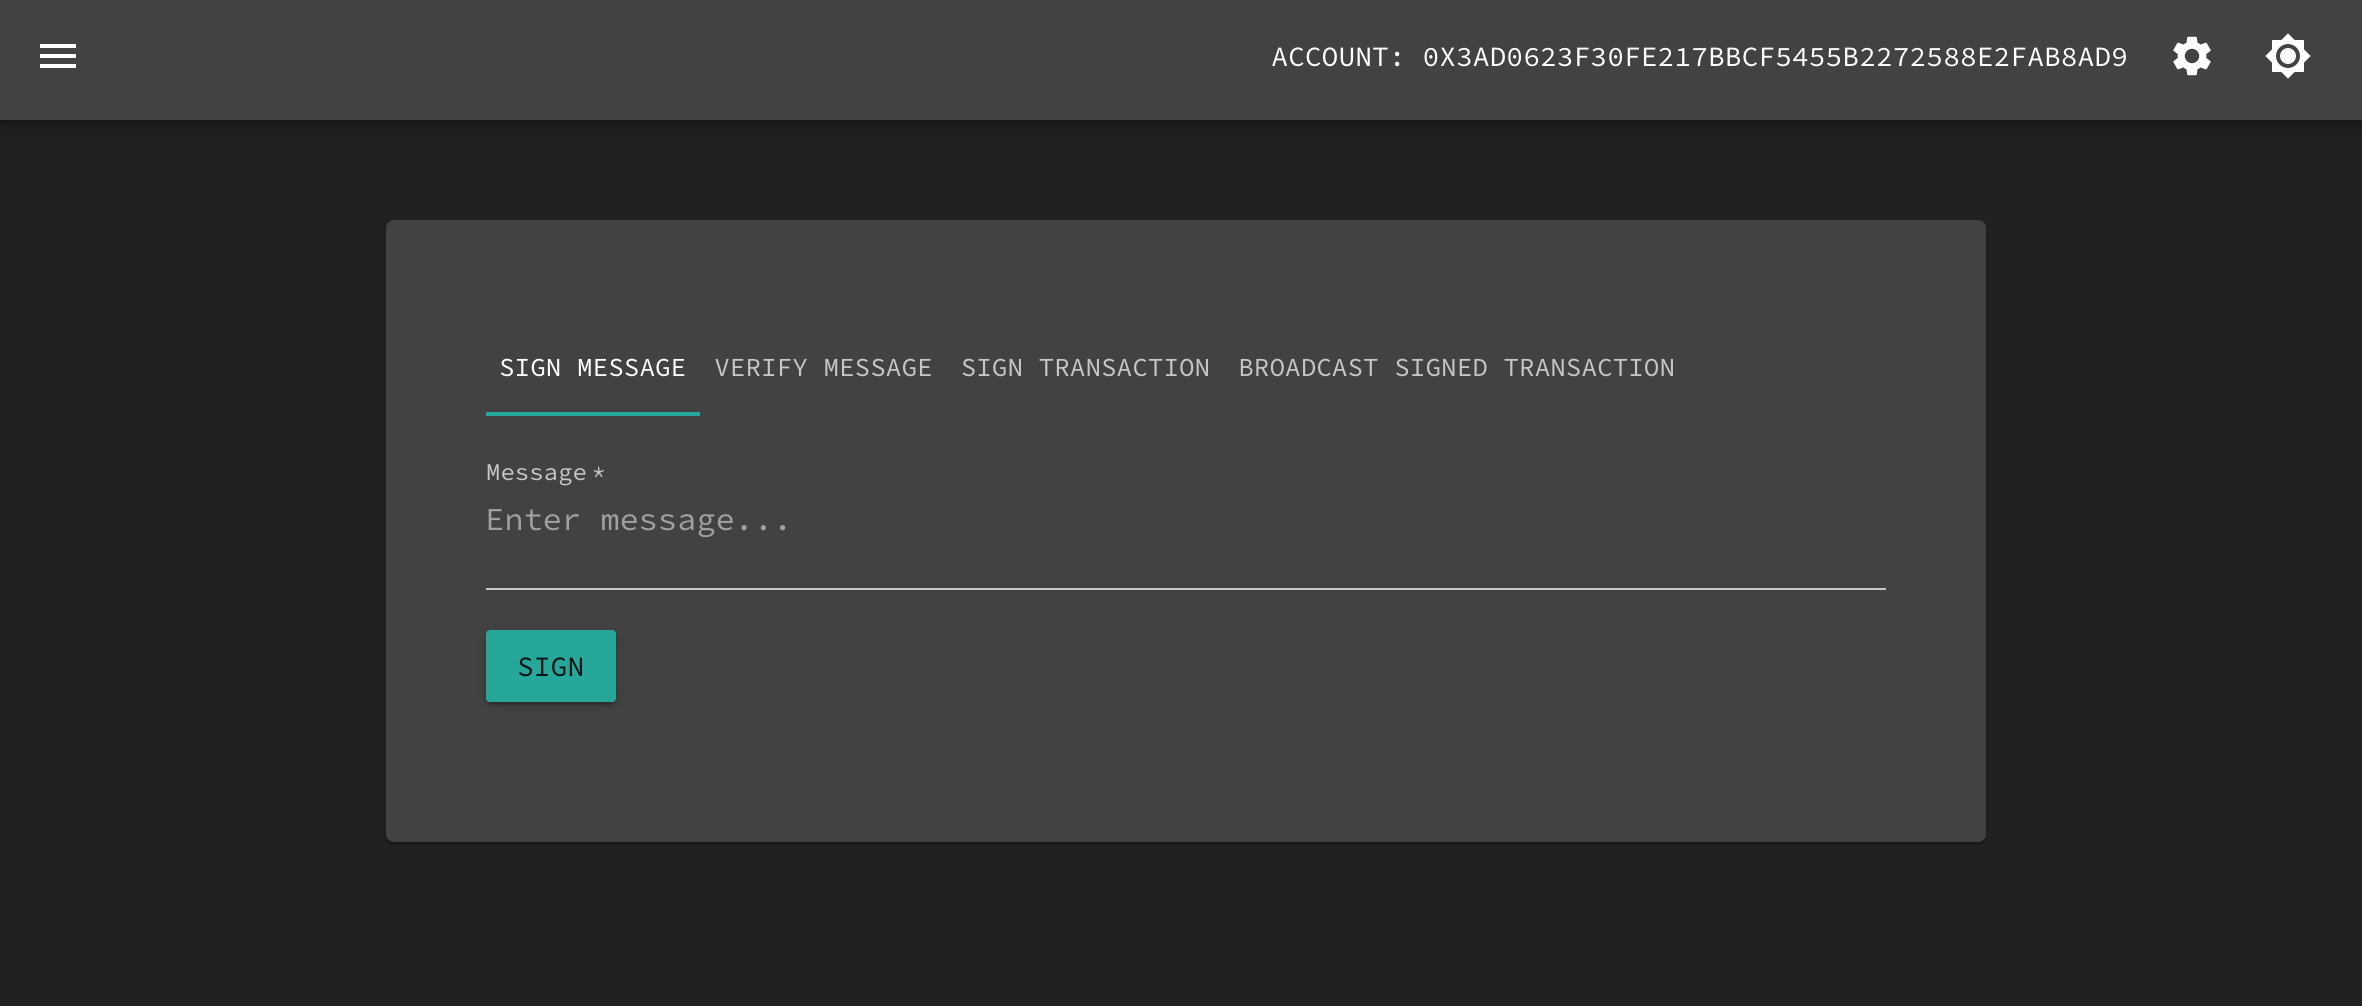 ACCOUNT: 0X3AD0623F30FE217BBCF5455B2272588E2FAB8AD9
SIGN MESSAGE VERIFY MESSAGE SIGN TRANSACTION BROADCAST SIGNED TRANSACTION
Message *
Enter message...
SIGN